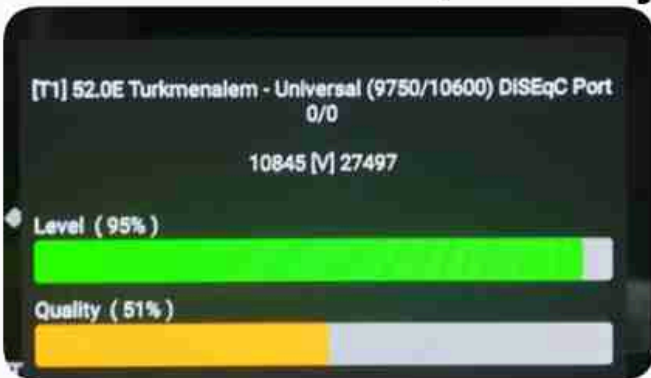 [T1] 52.0E Turkmenalem - Universal (9750/10600) DiSEqC Port
0/0
10845 [V] 27497
Level ( 95% )
Quality ( 51% )